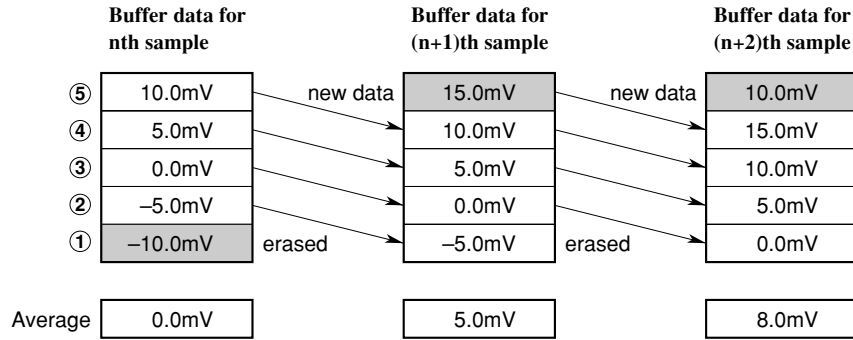 Buffer data for nth sample
Buffer data for (n+1)th sample
Buffer data for (n+2)th sample
⑤ 10.0mV new data 15.0mV new data 10.0mV
④ 5.0mV 10.0mV 15.0mV
③ 0.0mV 5.0mV 10.0mV
② –5.0mV 0.0mV 5.0mV
① –10.0mV erased –5.0mV erased 0.0mV
Average 0.0mV 5.0mV 8.0mV